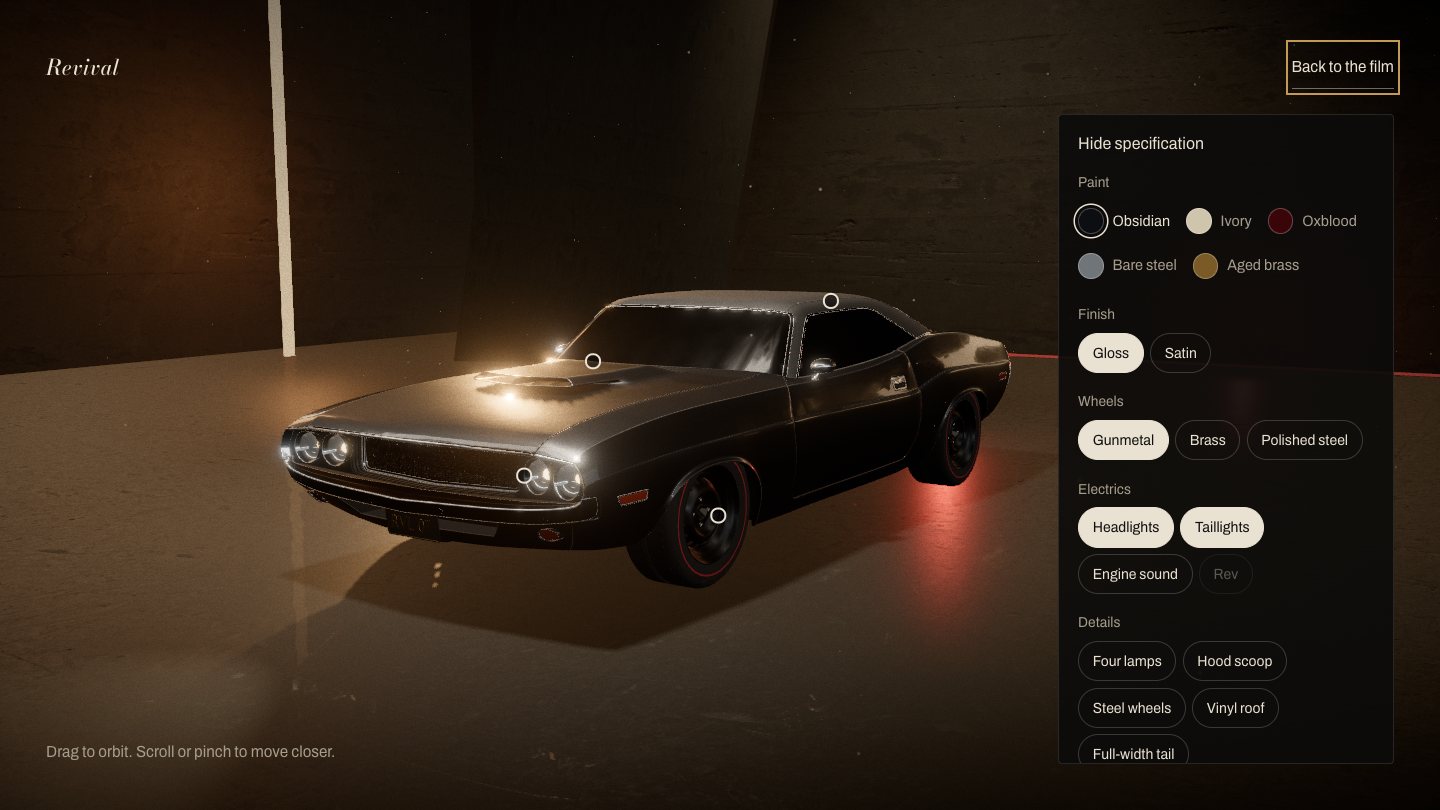 Revival
Back to the film
Hide specification
Paint
Obsidian
Ivory
Oxblood
Bare steel
Aged brass
Finish
Gloss
Satin
Wheels
Gunmetal
Brass
Polished steel
Electrics
Headlights
Taillights
Engine sound
Rev
Details
Four lamps
Hood scoop
Steel wheels
Vinyl roof
Full-width tail
Drag to orbit. Scroll or pinch to move closer.